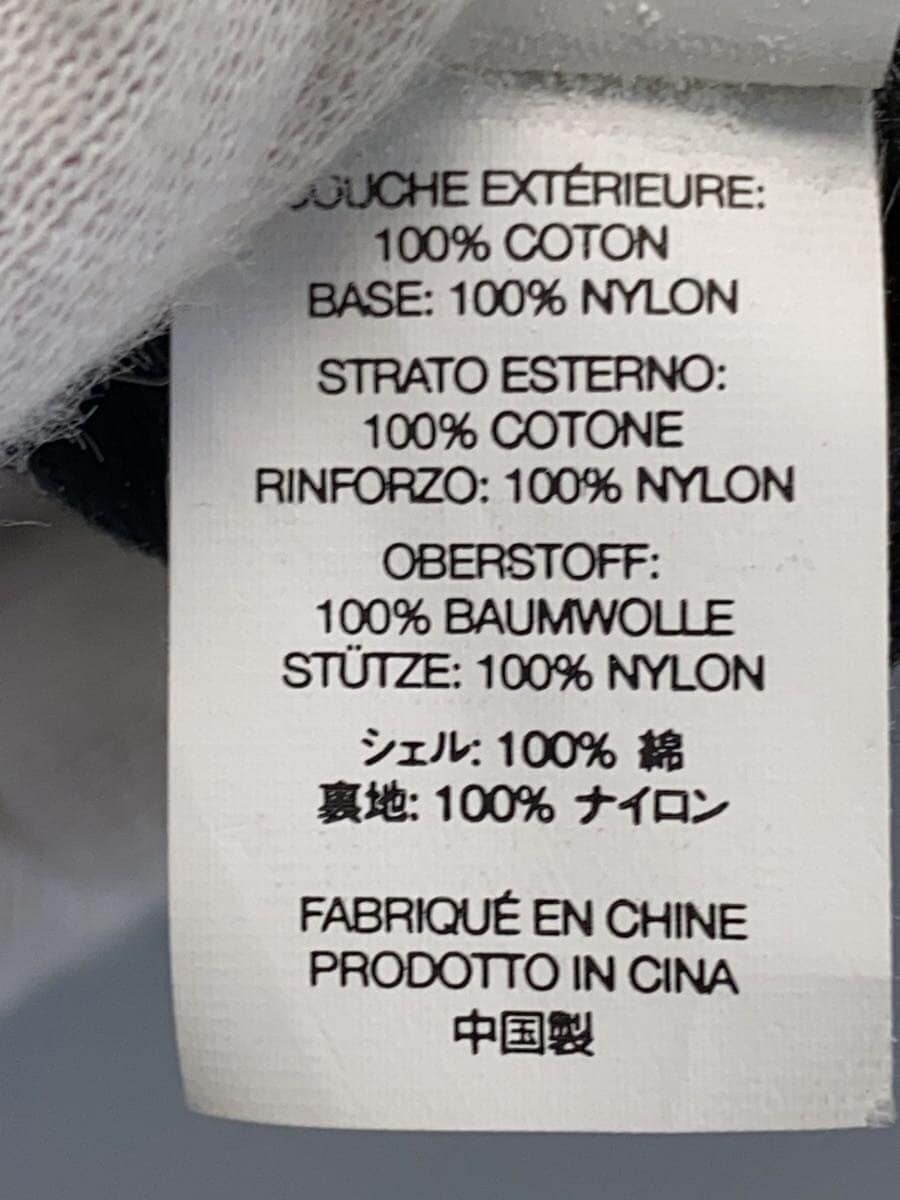 COUCHE EXTÉRIEURE:
100% COTON
BASE: 100% NYLON
STRATO ESTERNO:
100% COTONE
RINFORZO: 100% NYLON
OBERSTOFF:
100% BAUMWOLLE
STÜTZE: 100% NYLON
シェル: 100% 綿
裏地: 100% ナイロン
FABRIQUÉ EN CHINE
PRODOTTO IN CINA
中国製